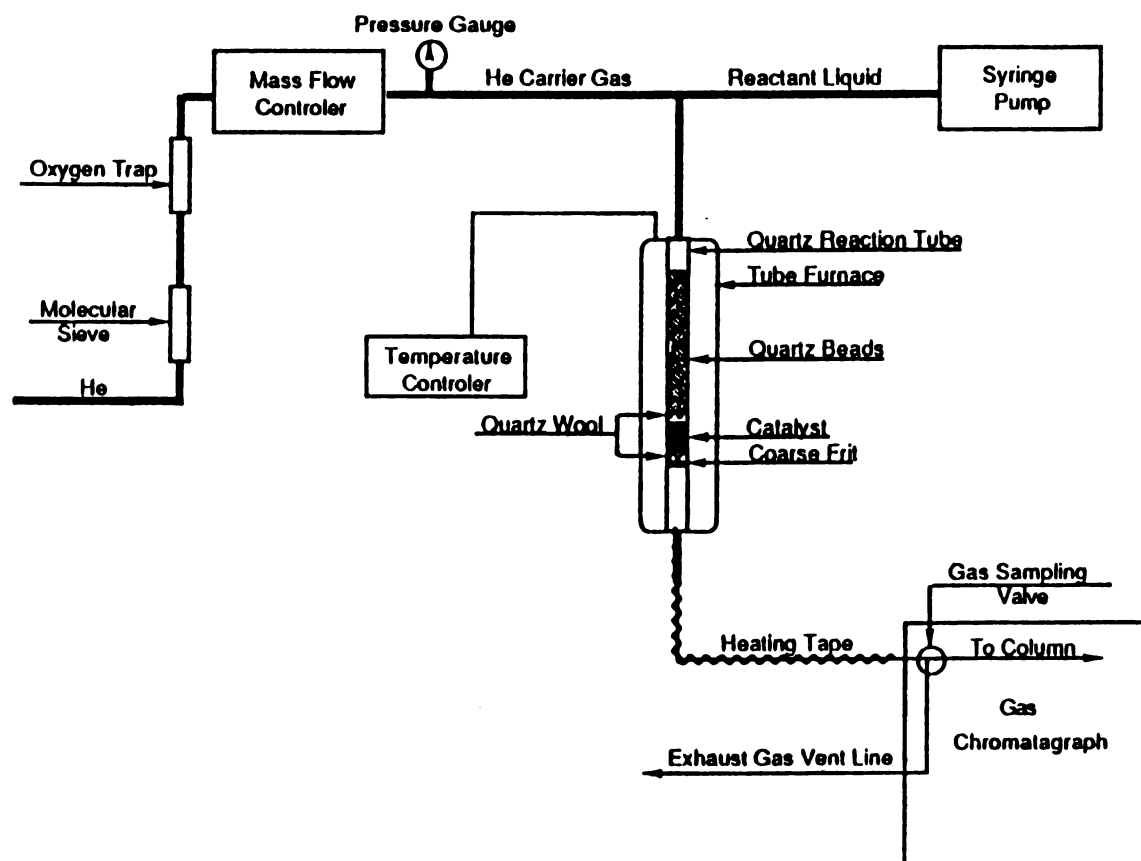 Pressure Gauge
Mass Flow
Controler
He Carrier Gas
Reactant Liquid
Syringe
Pump
Oxygen Trap
Molecular
Sieve
He
Temperature
Controler
Quartz Reaction Tube
Tube Furnace
Quartz Beads
Quartz Wool
Catalyst
Coarse Frit
Gas Sampling
Valve
Heating Tape
To Column
Gas
Chromatagraph
Exhaust Gas Vent Line